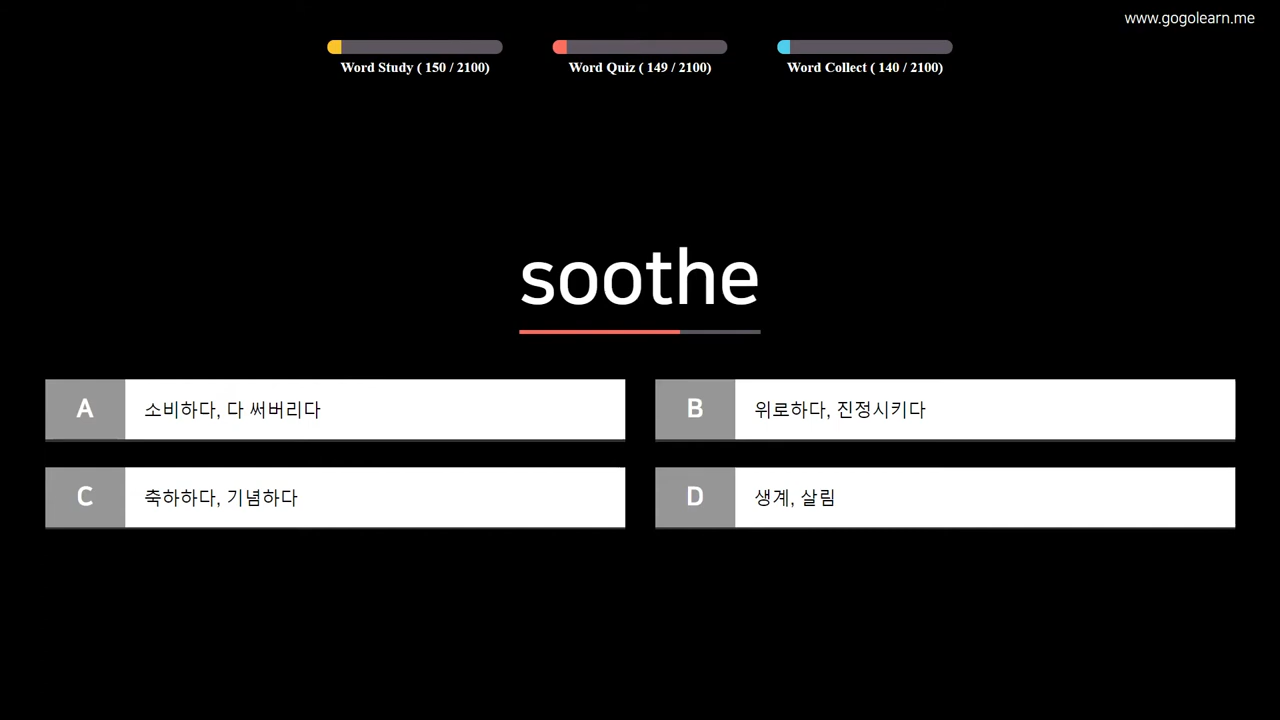 www.gogolearn.me
Word Study ( 150 / 2100)
Word Quiz ( 149 / 2100)
Word Collect ( 140 / 2100)
soothe
A 소비하다, 다 써버리다
B 위로하다, 진정시키다
C 축하하다, 기념하다
D 생계, 살림